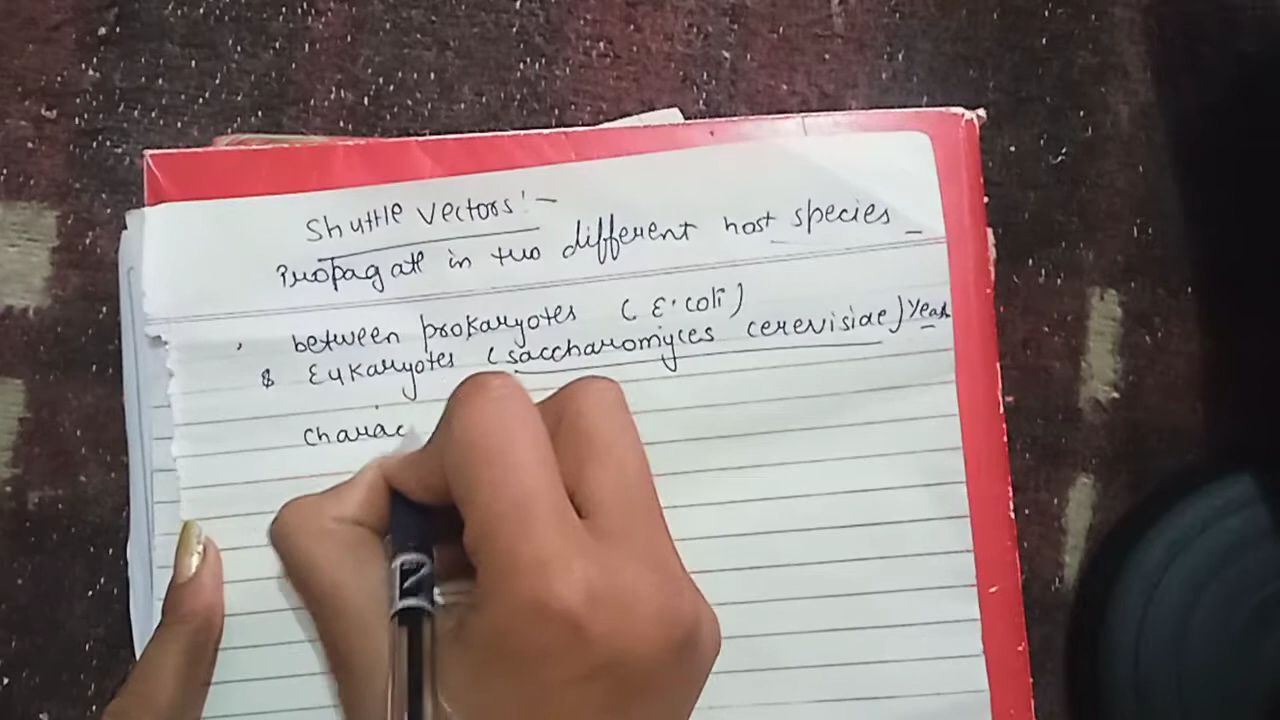 Shuttle Vectors:-
Propagate in two different host species
between prokaryotes (E.coli)
& Eukaryotes (saccharomyces cerevisiae) Yeast
charac